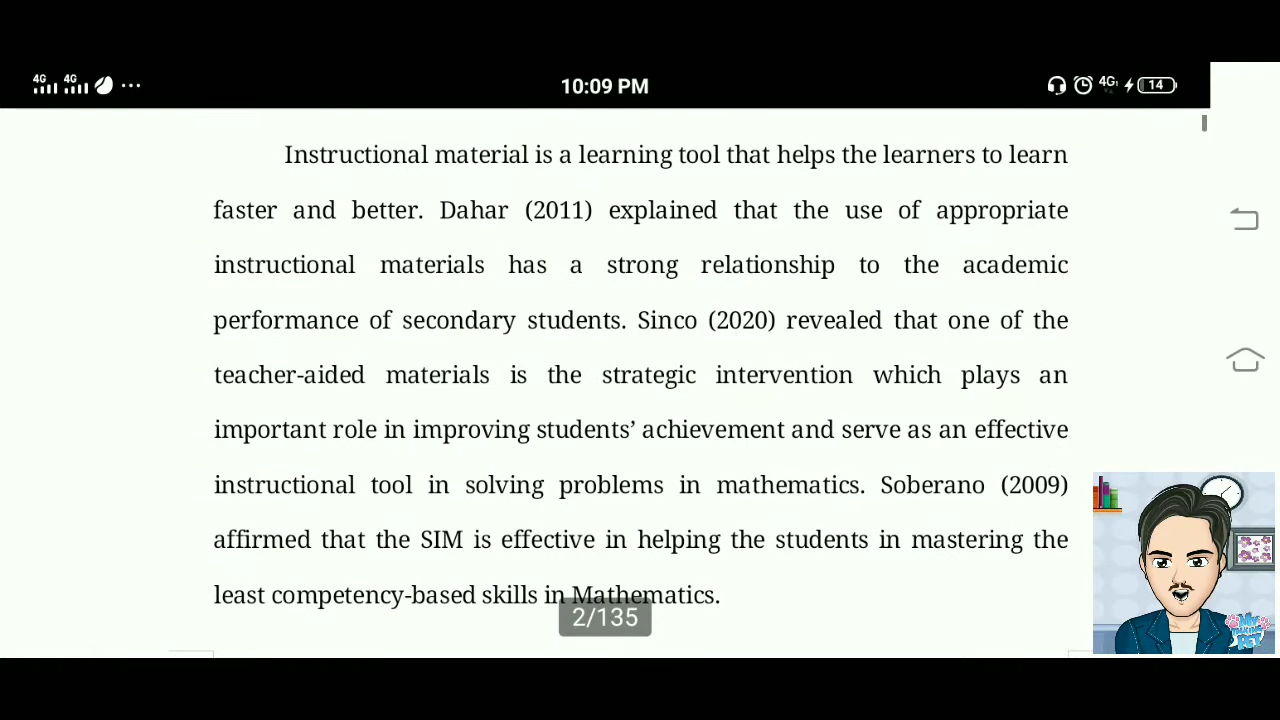 4G 4G ... 10:09 PM 4G 14
Instructional material is a learning tool that helps the learners to learn
faster and better. Dahar (2011) explained that the use of appropriate
instructional materials has a strong relationship to the academic
performance of secondary students. Sinco (2020) revealed that one of the
teacher-aided materials is the strategic intervention which plays an
important role in improving students’ achievement and serve as an effective
instructional tool in solving problems in mathematics. Soberano (2009)
affirmed that the SIM is effective in helping the students in mastering the
least competency-based skills in Mathematics.
2/135
MY
TALKING
PET